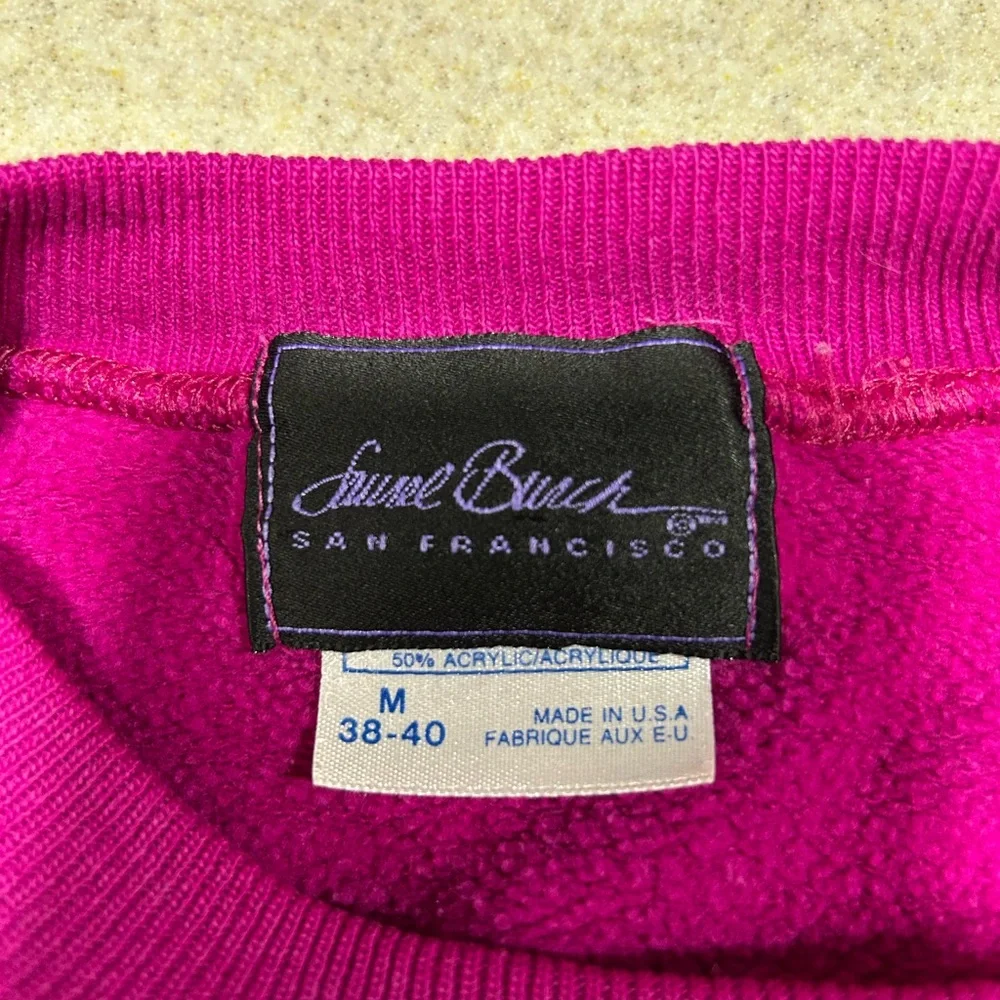 Laurel Burch
SAN FRANCISCO
50% ACRYLIC/ACRYLIQUE
M
38-40
MADE IN U.S.A
FABRIQUE AUX E-U